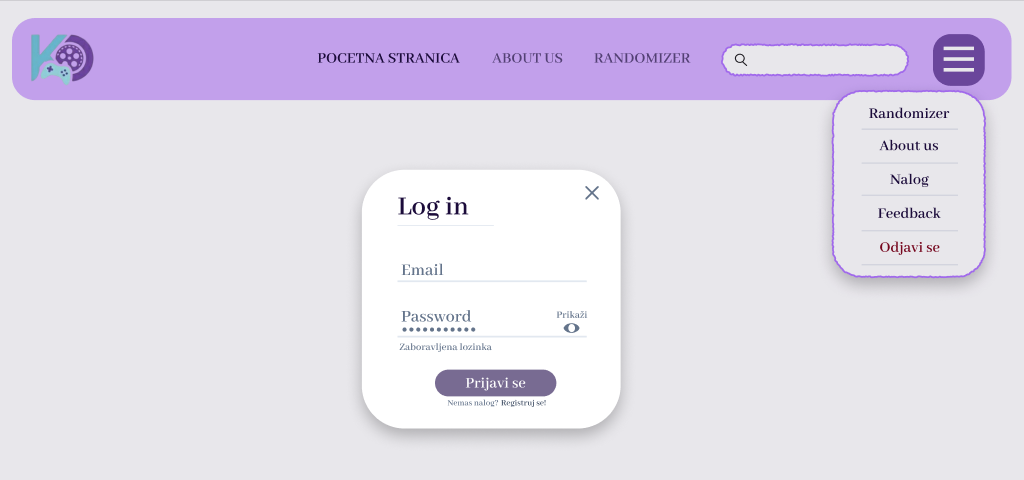 POCETNA STRANICA ABOUT US RANDOMIZER
Randomizer
About us
Nalog
Feedback
Odjavi se
Log in
Email
Password
Prikaži
Zaboravljena lozinka
Prijavi se
Nemas nalog? Registruj se!